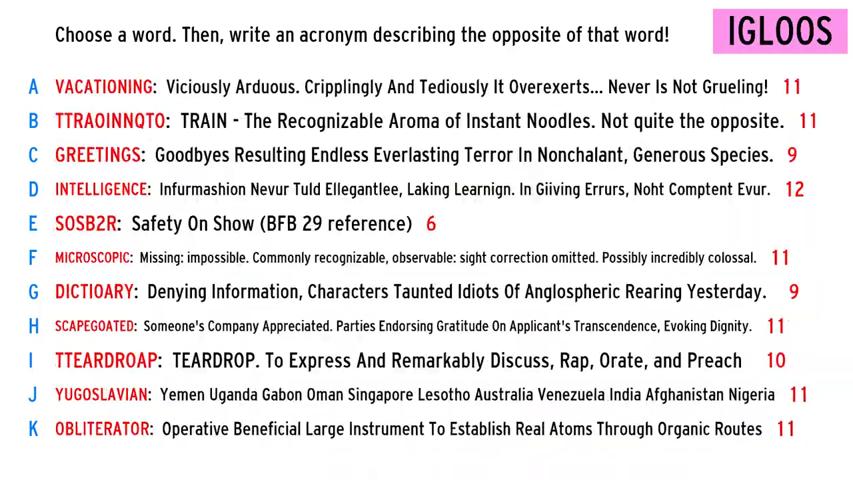 Choose a word. Then, write an acronym describing the opposite of that word! IGLOOS
A VACATIONING: Viciously Arduous. Cripplingly And Tediously It Overexerts... Never Is Not Grueling! 11
B TTRAOINNQTO: TRAIN - The Recognizable Aroma of Instant Noodles. Not quite the opposite. 11
C GREETINGS: Goodbyes Resulting Endless Everlasting Terror In Nonchalant, Generous Species. 9
D INTELLIGENCE: Infurmashion Nevur Tuld Ellegantlee, Laking Learnign. In Giiving Errurs, Noht Comptent Evur. 12
E SOSB2R: Safety On Show (BFB 29 reference) 6
F MICROSCOPIC: Missing: impossible. Commonly recognizable, observable: sight correction omitted. Possibly incredibly colossal. 11
G DICTIOARY: Denying Information, Characters Taunted Idiots Of Anglospheric Rearing Yesterday. 9
H SCAPEGOATED: Someone's Company Appreciated. Parties Endorsing Gratitude On Applicant's Transcendence, Evoking Dignity. 11
I TTEARDROAP: TEARDROP. To Express And Remarkably Discuss, Rap, Orate, and Preach 10
J YUGOSLAVIAN: Yemen Uganda Gabon Oman Singapore Lesotho Australia Venezuela India Afghanistan Nigeria 11
K OBLITERATOR: Operative Beneficial Large Instrument To Establish Real Atoms Through Organic Routes 11